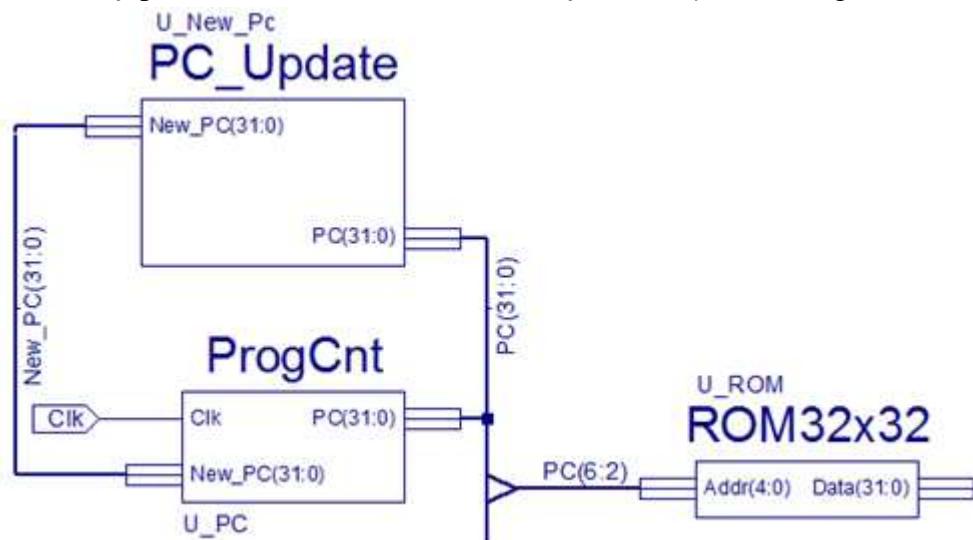 U_New_Pc
PC_Update
New_PC(31:0)
PC(31:0)
New_PC(31:0)
PC(31:0)
ProgCnt
Clk
Clk
PC(31:0)
New_PC(31:0)
U_PC
PC(6:2)
U_ROM
ROM32x32
Addr(4:0) Data(31:0)